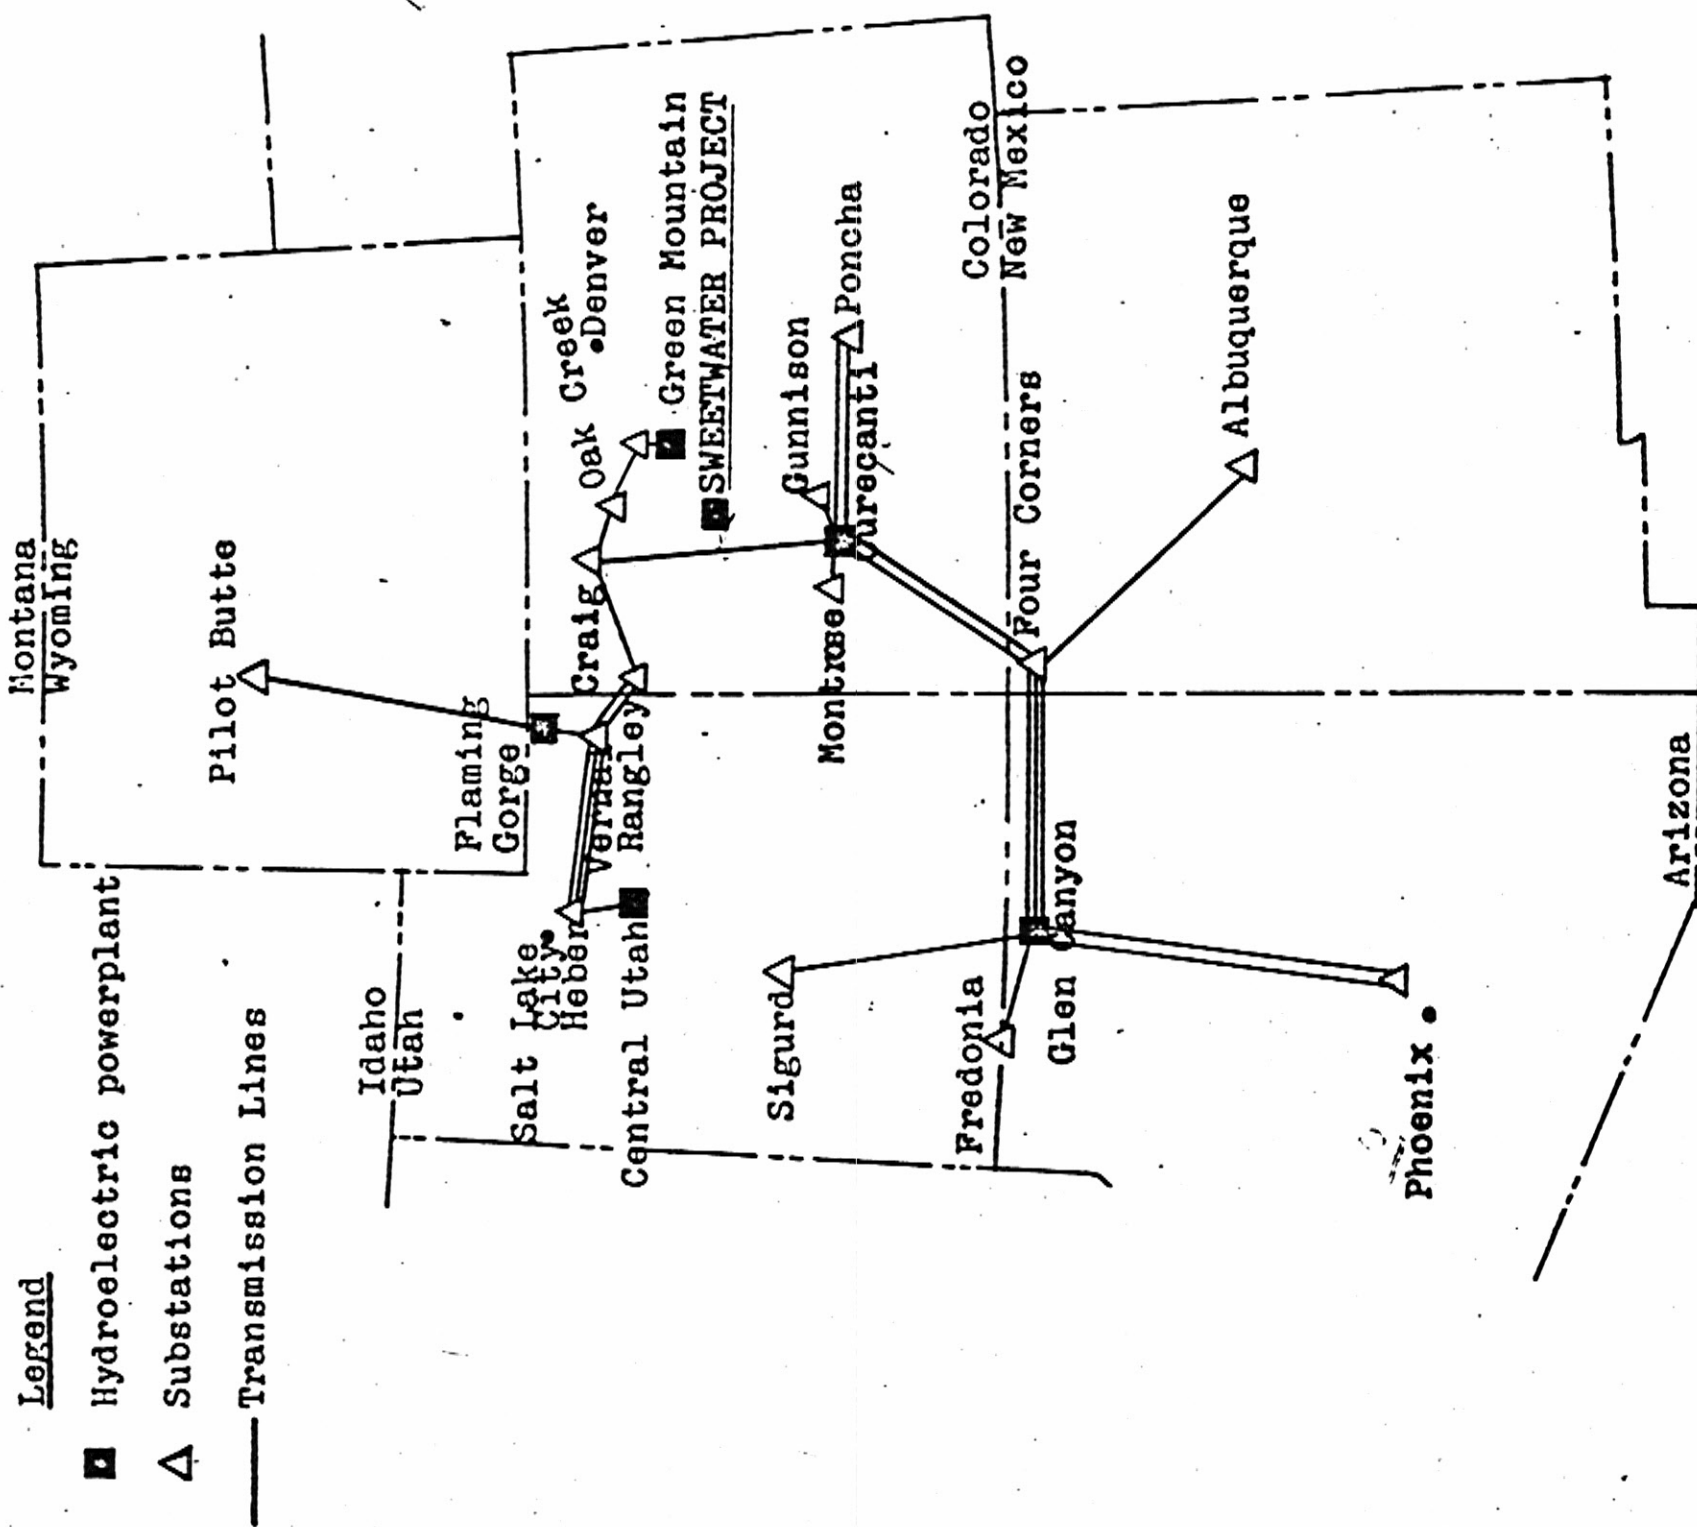 Legend
Hydroelectric powerplant
Substations
Transmission Lines
Montana
Wyoming
Pilot Butte
Idaho
Utah
Flaming
Gorge
Salt Lake
City
Heber
Vernal
Rangley
Central Utah
Craig
Oak Creek
Denver
Green Mountain
SWEETWATER PROJECT
Gunnison
Poncha
Curecanti
Montrose
Sigurd
Colorado
New Mexico
Four Corners
Fredonia
Glen Canyon
Albuquerque
Phoenix
Arizona